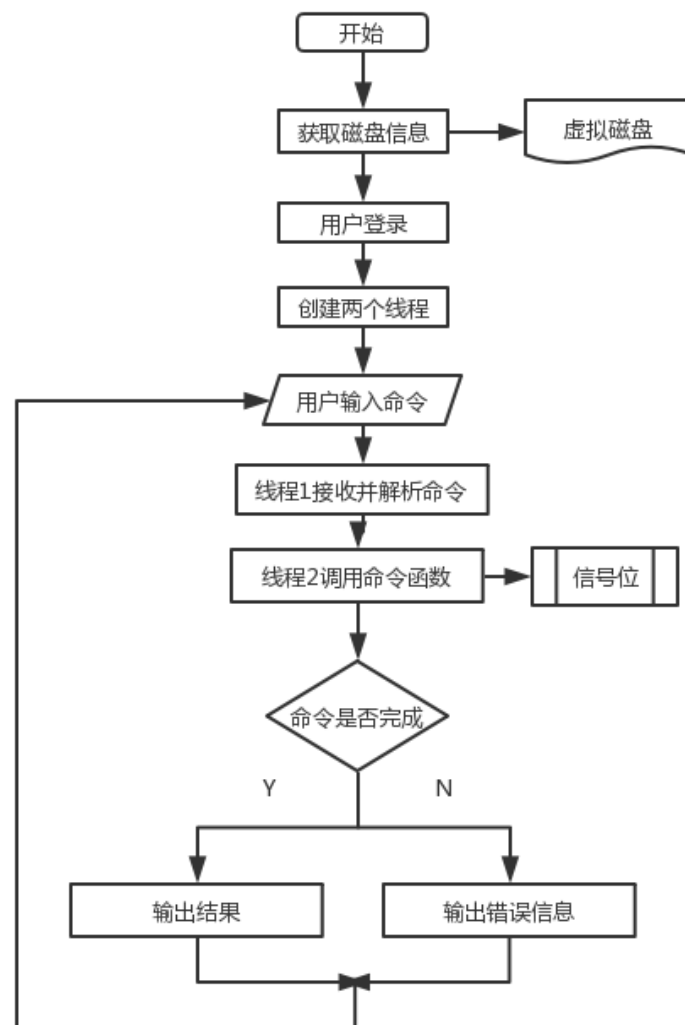 开始
获取磁盘信息
虚拟磁盘
用户登录
创建两个线程
用户输入命令
线程1接收并解析命令
线程2调用命令函数
信号位
命令是否完成
Y
N
输出结果
输出错误信息